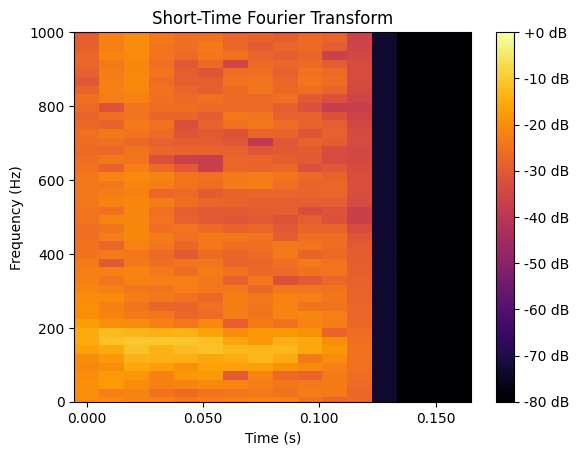 Short-Time Fourier Transform
1000
800
600
400
200
0
Frequency (Hz)
0.000
0.050
0.100
0.150
Time (s)
+0 dB
-10 dB
-20 dB
-30 dB
-40 dB
-50 dB
-60 dB
-70 dB
-80 dB